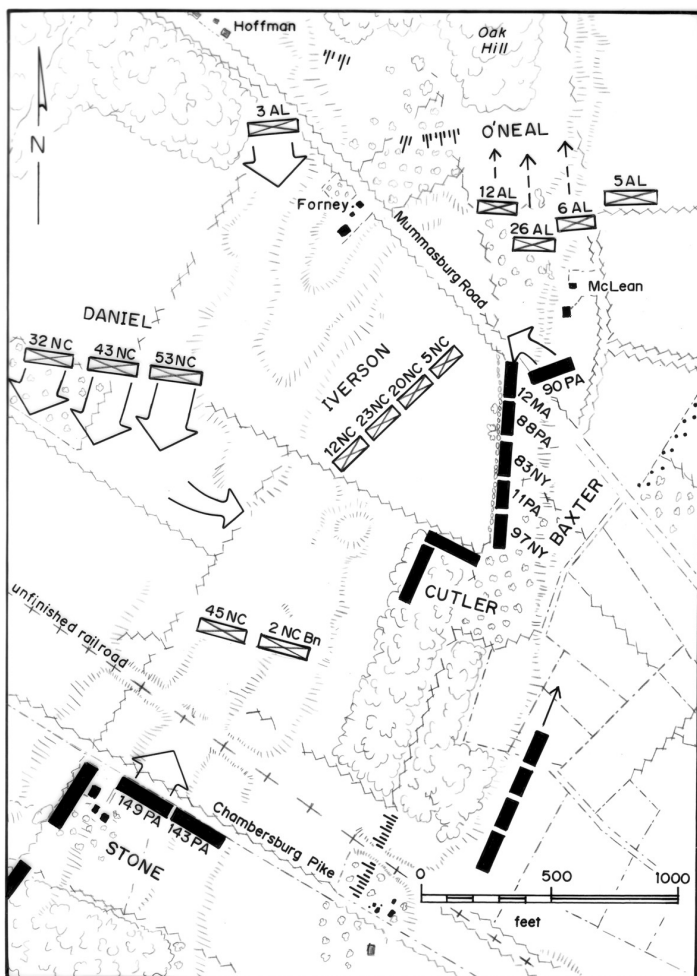 Hoffman
Oak
Hill
N
3 AL
O'NEAL
12 AL
6 AL
5 AL
26 AL
Forney
Mummasburg Road
McLean
DANIEL
32 NC
43 NC
53 NC
IVERSON
12NC
23NC
20NC
5NC
90 PA
12MA
88PA
83NY
11PA
97NY
BAXTER
CUTLER
unfinished railroad
45 NC
2 NC Bn
149 PA
143 PA
STONE
Chambersburg Pike
0
500
1000
feet